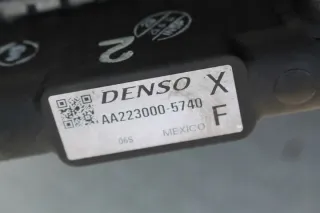 2
DENSO X
AA223000-5740 F
065 MEXICO